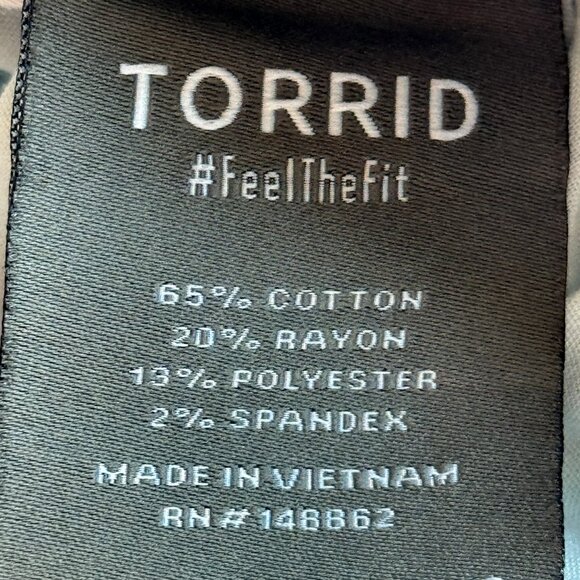 TORRID
#FeelTheFit
65% COTTON
20% RAYON
13% POLYESTER
2% SPANDEX
MADE IN VIETNAM
RN# 148862